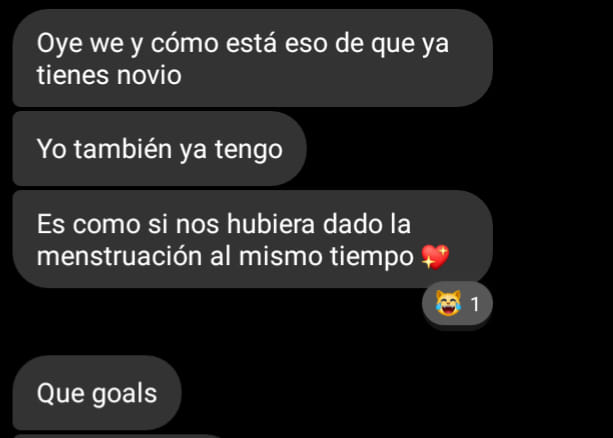 Oye we y cómo está eso de que ya
tienes novio
Yo también ya tengo
Es como si nos hubiera dado la
menstruación al mismo tiempo 💖
😹 1
Que goals